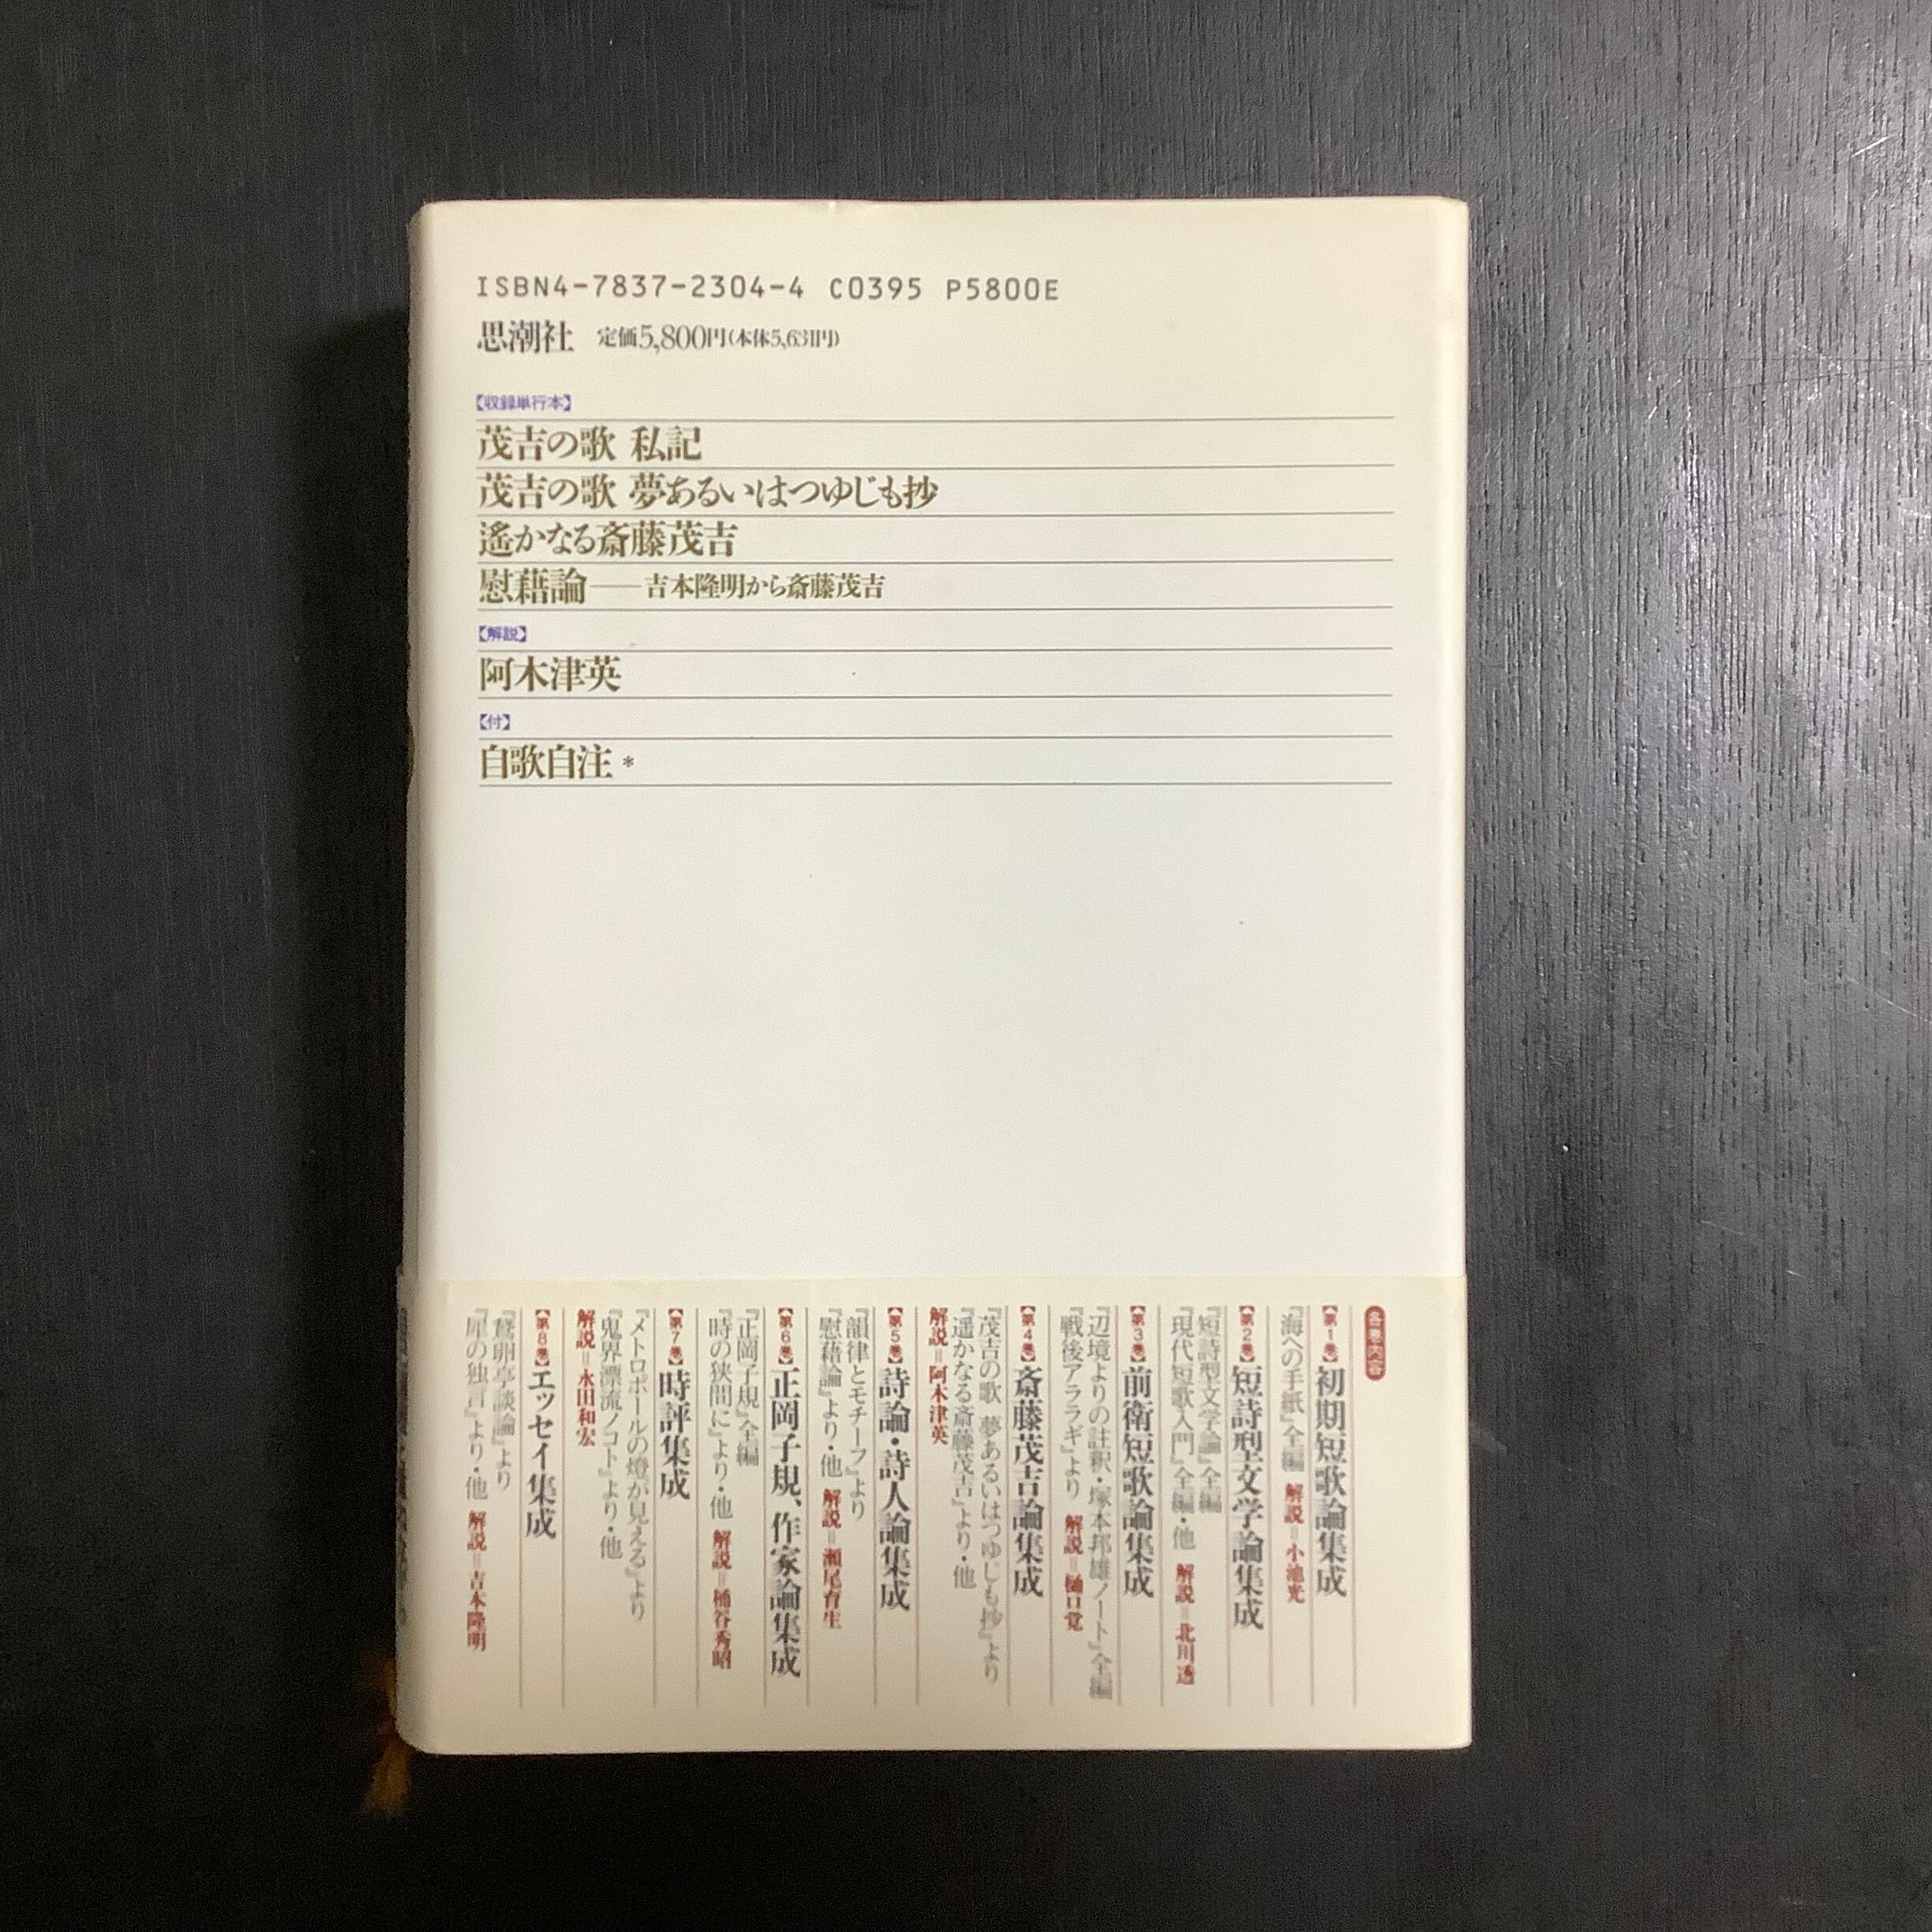 ISBN4-7837-2304-4 C0395 P5800E
思潮社 定価5,800円(本体5,631円)
【収録単行本】
茂吉の歌 私記
茂吉の歌 夢あるいはつゆじも抄
遙かなる斎藤茂吉
慰藉論──吉本隆明から斎藤茂吉
【解説】
阿木津英
【付】
自歌自注*
各巻内容
【第1巻】初期短歌論集成
『海への手紙』全編 解説=小池光
【第2巻】短詩型文学論集成
『短詩型文学論』全編
『現代短歌入門』全編・他 解説=北川透
【第3巻】前衛短歌論集成
『辺境よりの註釈・塚本邦雄ノート』全編
『戦後アララギ』より 解説=樋口覚
【第4巻】斎藤茂吉論集成
『茂吉の歌 夢あるいはつゆじも抄』より
『遥かなる斎藤茂吉』より・他
解説=阿木津英
【第5巻】詩論・詩人論集成
『韻律とモチーフ』より
『慰藉論』より・他 解説=瀬尾育生
【第6巻】正岡子規、作家論集成
『正岡子規』全編
『時の狭間に』より・他 解説=桶谷秀昭
【第7巻】時評集成
『メトロポールの燈が見える』より
『鬼界漂流ノート』より・他
解説=永田和宏
【第8巻】エッセイ集成
『鵞卵亭談論』より
『犀の独言』より・他 解説=吉本隆明